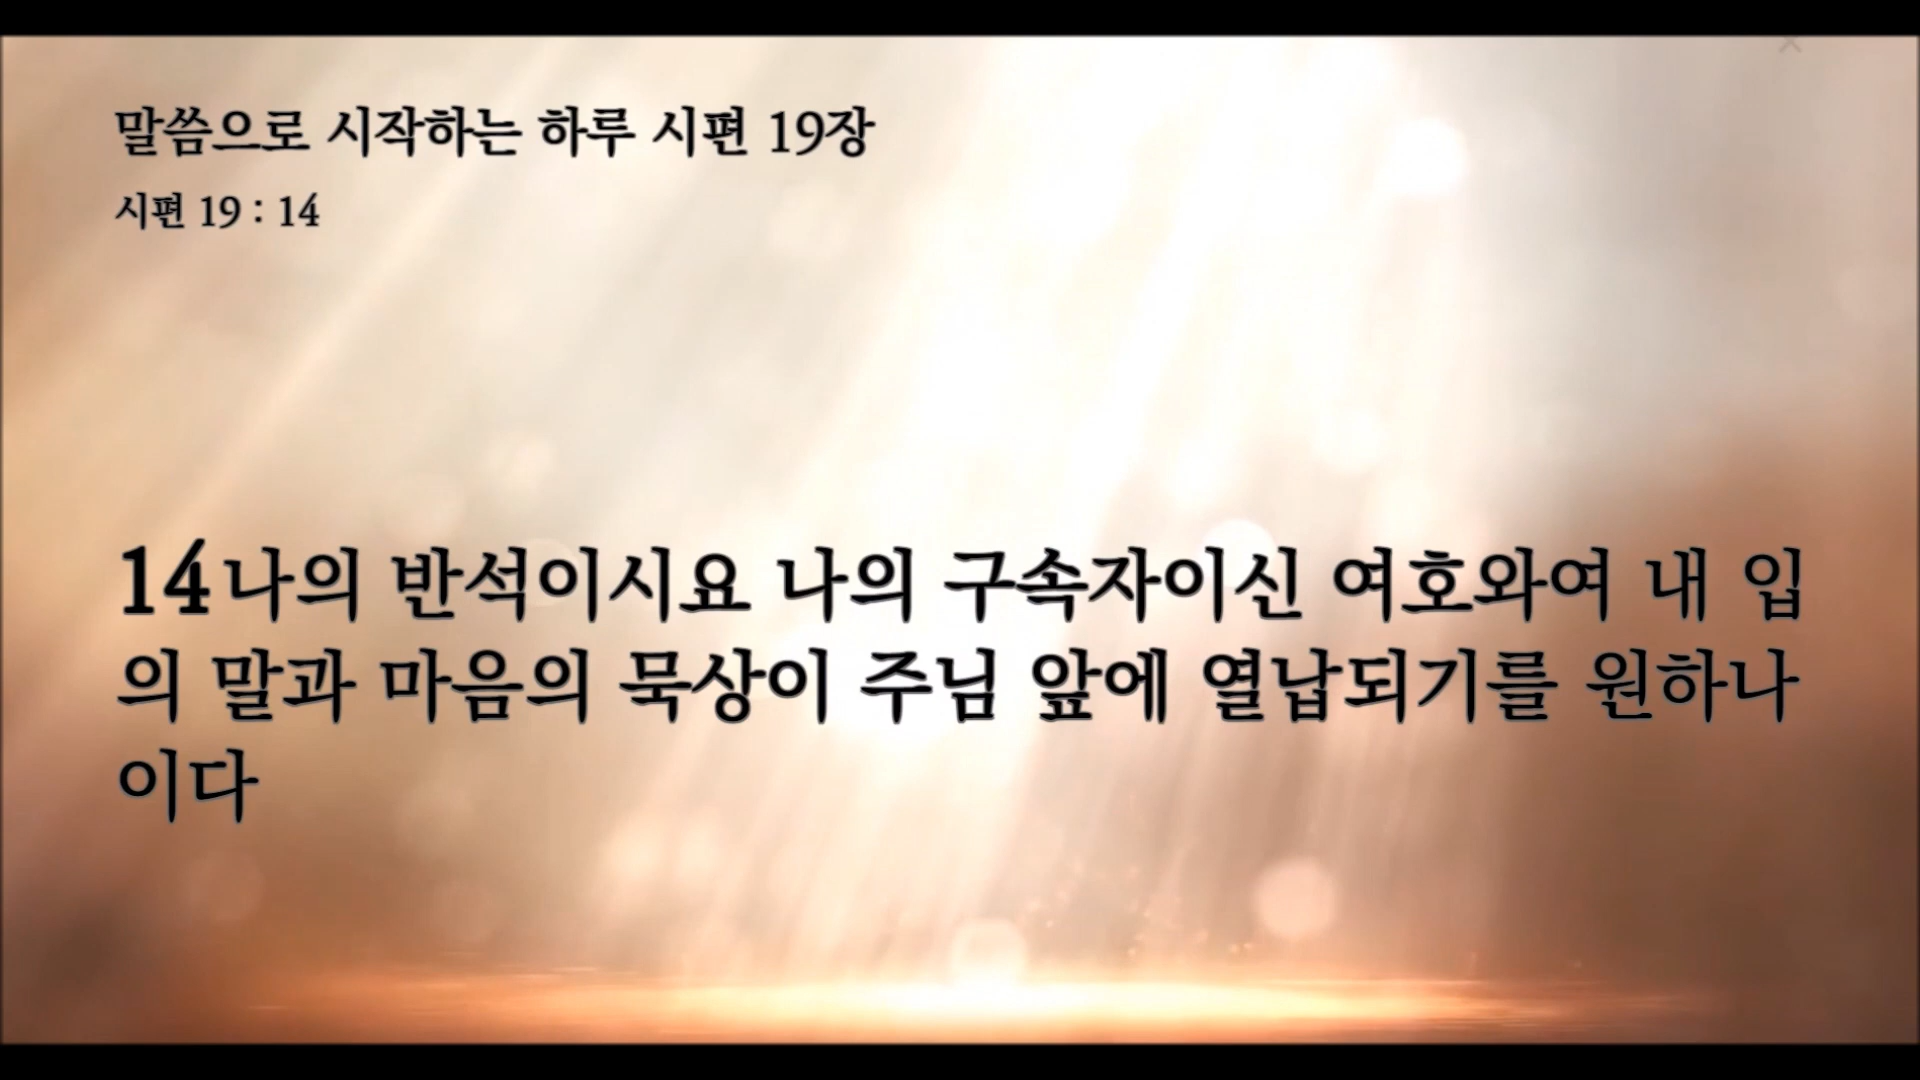 말씀으로 시작하는 하루 시편 19장
시편 19 : 14
14 나의 반석이시요 나의 구속자이신 여호와여 내 입
의 말과 마음의 묵상이 주님 앞에 열납되기를 원하나
이다